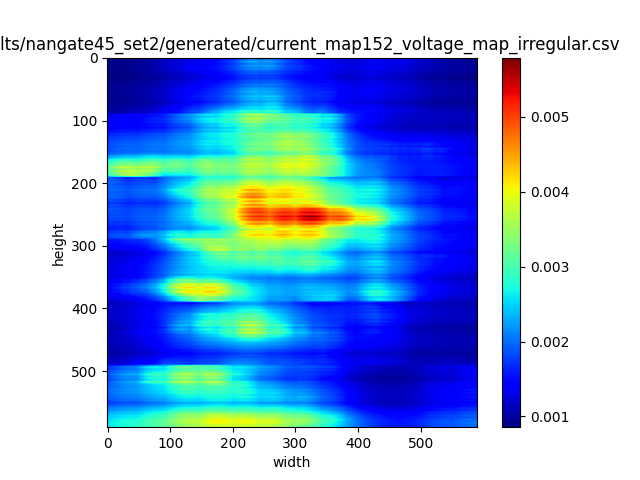 lts/nangate45_set2/generated/current_map152_voltage_map_irregular.csv
0
100
200
300
400
500
height
0 100 200 300 400 500
width
0.005
0.004
0.003
0.002
0.001